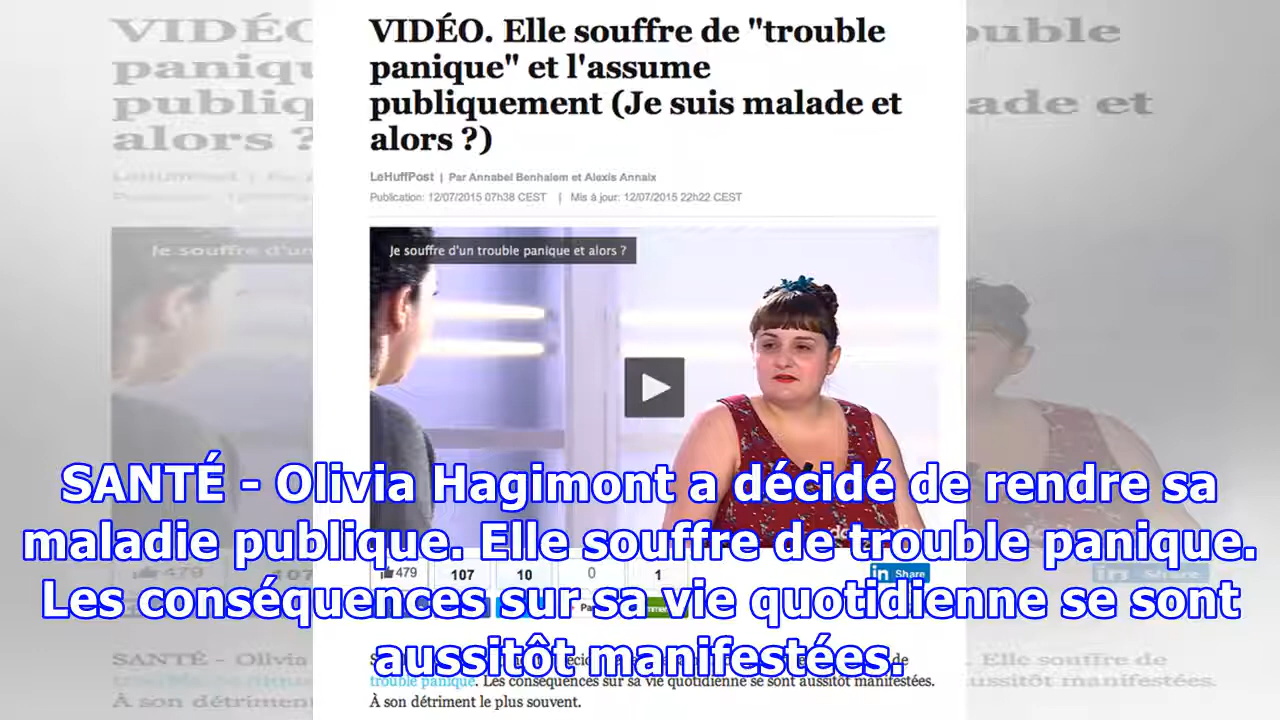 VIDÉO. Elle souffre de "trouble
panique" et l'assume
publiquement (Je suis malade et
alors ?)
LeHuffPost | Par Annabel Benhaiem et Alexis Annaix
Publication: 12/07/2015 07h38 CEST | Mis à jour: 12/07/2015 22h22 CEST
Je souffre d'un trouble panique et alors ?
SANTÉ - Olivia Hagimont a décidé de rendre sa
maladie publique. Elle souffre de trouble panique.
Les conséquences sur sa vie quotidienne se sont
aussitôt manifestées.
479 107 10 0 1 in Share
trouble panique. Les conséquences sur sa vie quotidienne se sont aussitôt manifestées.
À son détriment le plus souvent.